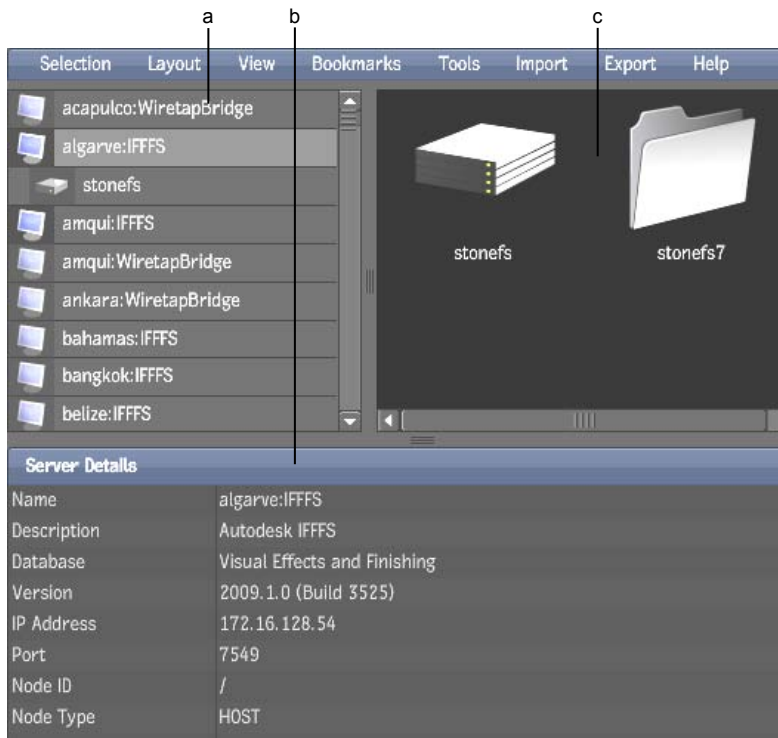 a b c
Selection Layout View Bookmarks Tools Import Export Help
acapulco:WiretapBridge
algarve:IFFFS
stonefs
amqui:IFFFS
amqui:WiretapBridge
ankara:WiretapBridge
bahamas:IFFFS
bangkok:IFFFS
belize:IFFFS
stonefs stonefs7
Server Details
Name algarve:IFFFS
Description Autodesk IFFFS
Database Visual Effects and Finishing
Version 2009.1.0 (Build 3525)
IP Address 172.16.128.54
Port 7549
Node ID /
Node Type HOST